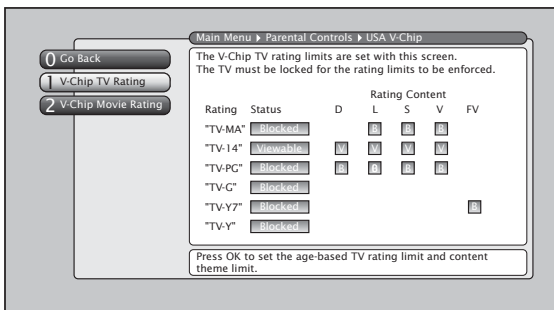 Main Menu ▸ Parental Controls ▸ USA V-Chip
0 Go Back
1 V-Chip TV Rating
2 V-Chip Movie Rating
The V-Chip TV rating limits are set with this screen.
The TV must be locked for the rating limits to be enforced.
Rating Content
Rating Status D L S V FV
"TV-MA" Blocked B B B
"TV-14" Viewable V V V V
"TV-PG" Blocked B B B B
"TV-G" Blocked
"TV-Y7" Blocked B
"TV-Y" Blocked
Press OK to set the age-based TV rating limit and content
theme limit.